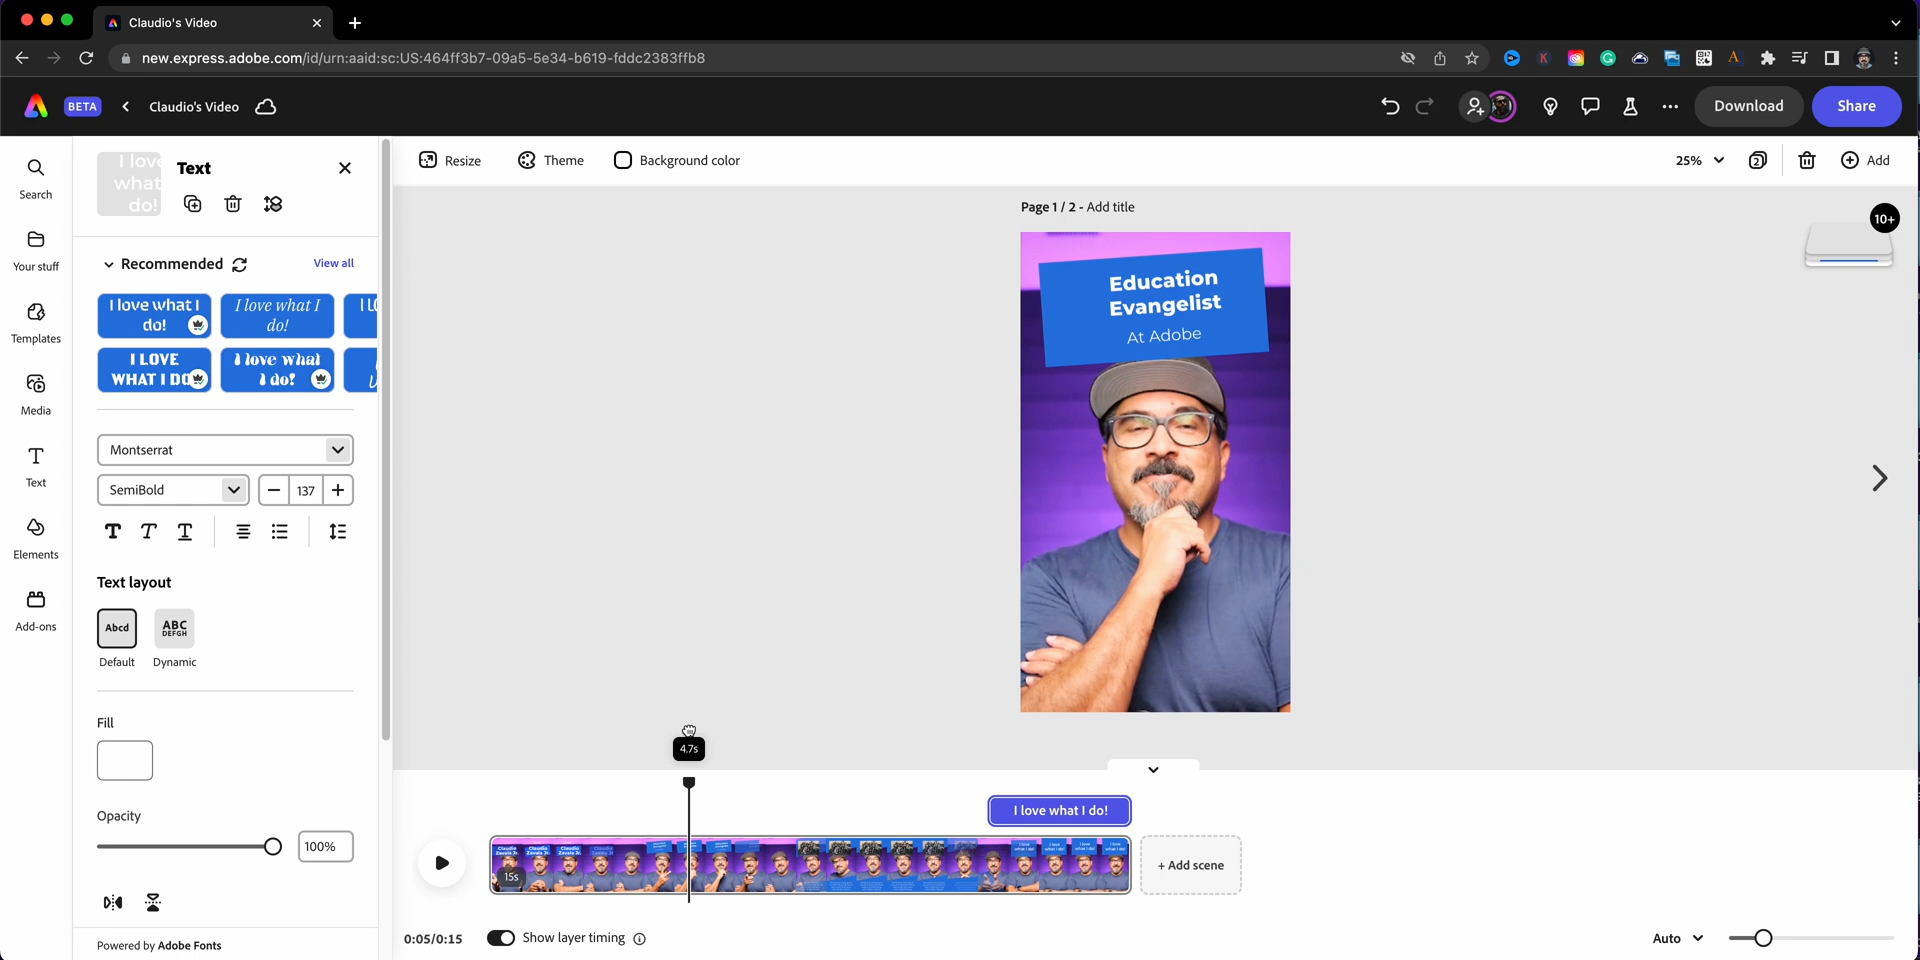 Claudio's Video
new.express.adobe.com/id/urn:aaid:sc:US:464ff3b7-09a5-5e34-b619-fddc2383ffb8
BETA
Claudio's Video
Download
Share
Search
Your stuff
Templates
Media
Text
Elements
Add-ons
I love
what
do!
Text
Recommended
View all
I love what I
do!
I love what I
do!
I LOVE
WHAT I DO
I love what
I do!
Montserrat
SemiBold
137
Text layout
Abcd
ABC
DEFGH
Default
Dynamic
Fill
Opacity
100%
Powered by Adobe Fonts
Resize
Theme
Background color
25%
2
Add
Page 1 / 2 - Add title
10+
Education
Evangelist
At Adobe
4.7s
I love what I do!
15s
+ Add scene
0:05/0:15
Show layer timing
Auto